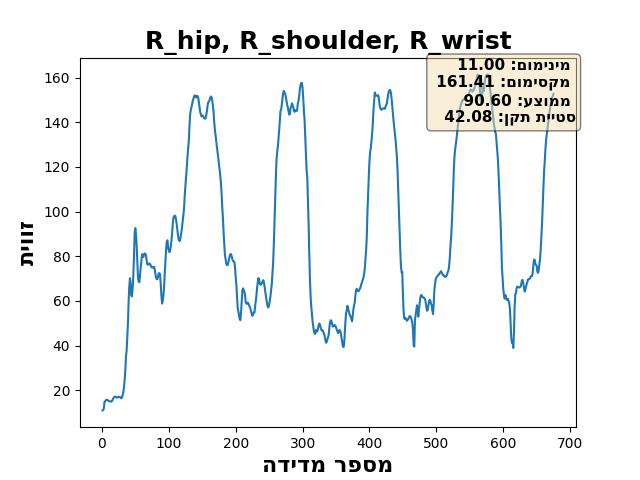 R_hip, R_shoulder, R_wrist
מינימום: 11.00
מקסימום: 161.41
ממוצע: 90.60
סטיית תקן: 42.08
160
140
120
100
80
60
40
20
זווית
0 100 200 300 400 500 600 700
מספר מדידה